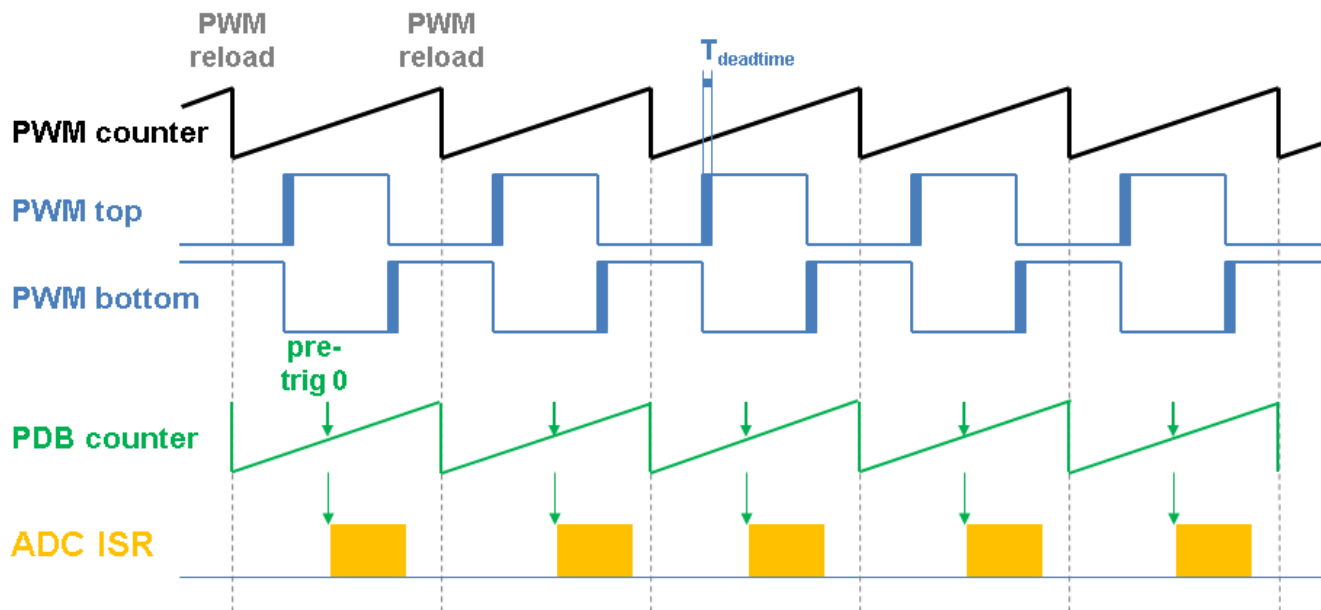 PWM
reload
PWM
reload
Tdeadtime
PWM counter
PWM top
PWM bottom
pre-
trig 0
PDB counter
ADC ISR